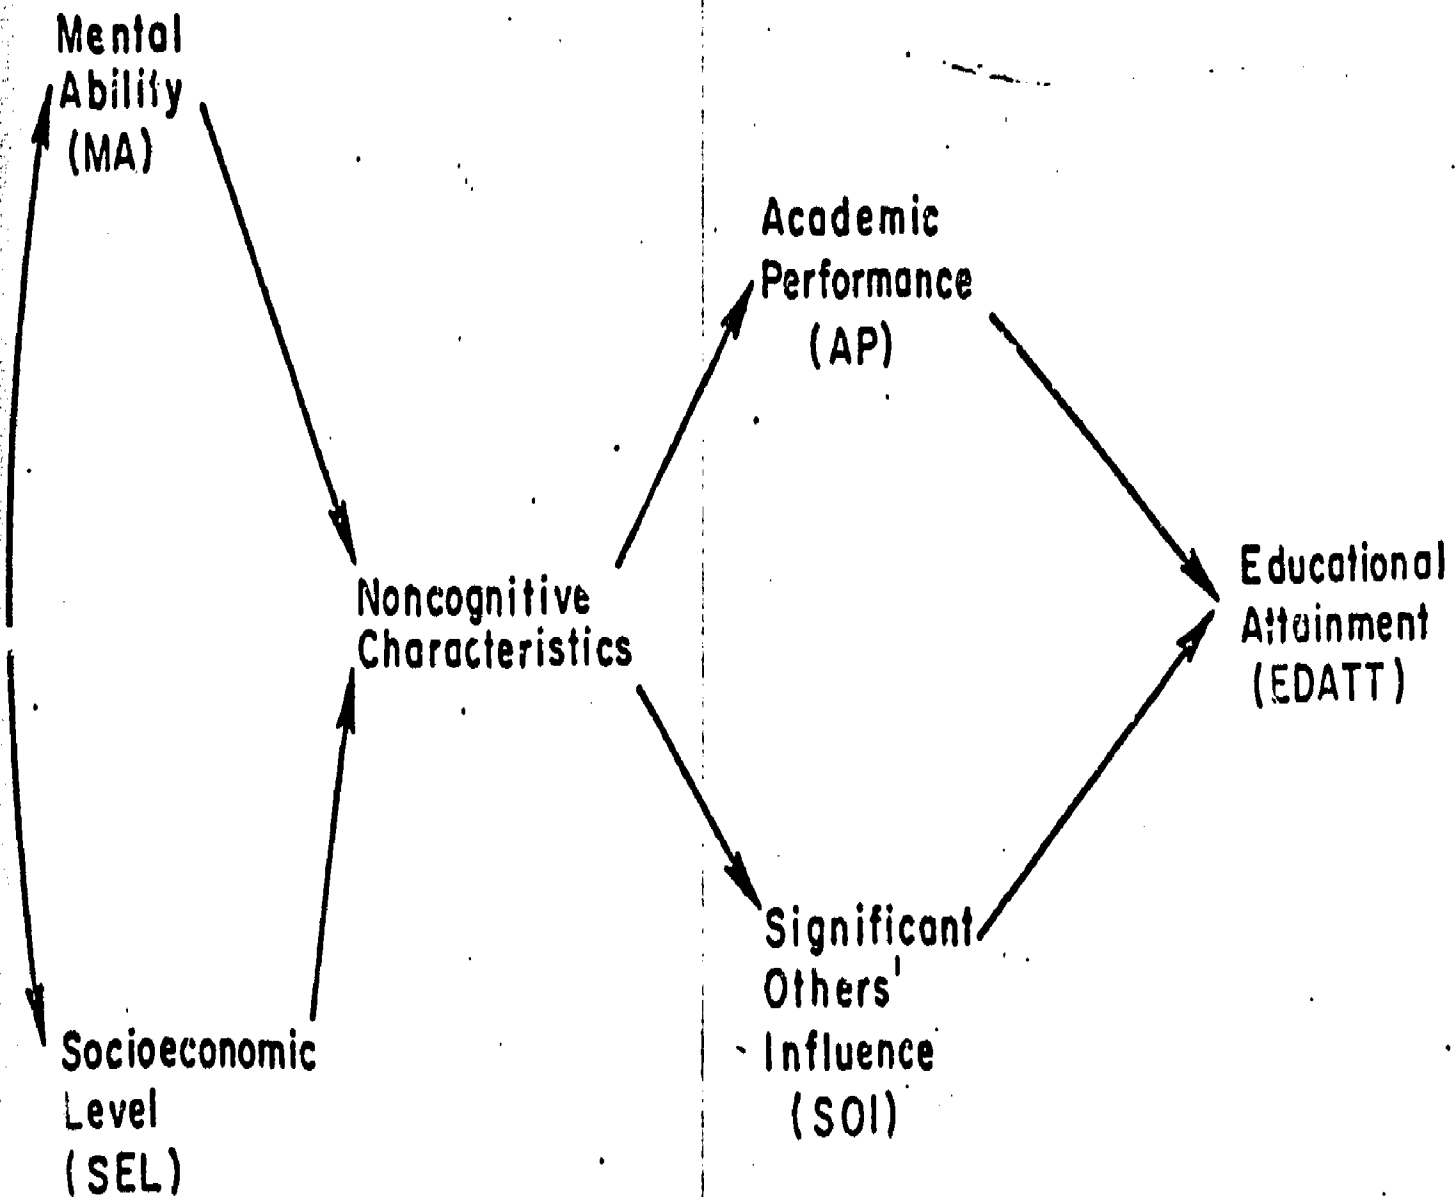 Mental
Ability
(MA)
Academic
Performance
(AP)
Noncognitive
Characteristics
Educational
Attainment
(EDATT)
Significant
Others'
Influence
(SOI)
Socioeconomic
Level
(SEL)